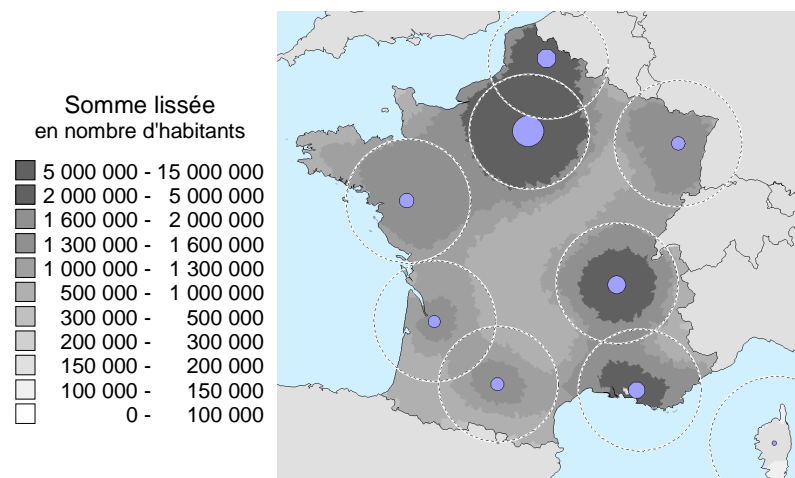 Somme lissée
en nombre d'habitants
5 000 000 - 15 000 000
2 000 000 - 5 000 000
1 600 000 - 2 000 000
1 300 000 - 1 600 000
1 000 000 - 1 300 000
500 000 - 1 000 000
300 000 - 500 000
200 000 - 300 000
150 000 - 200 000
100 000 - 150 000
0 - 100 000